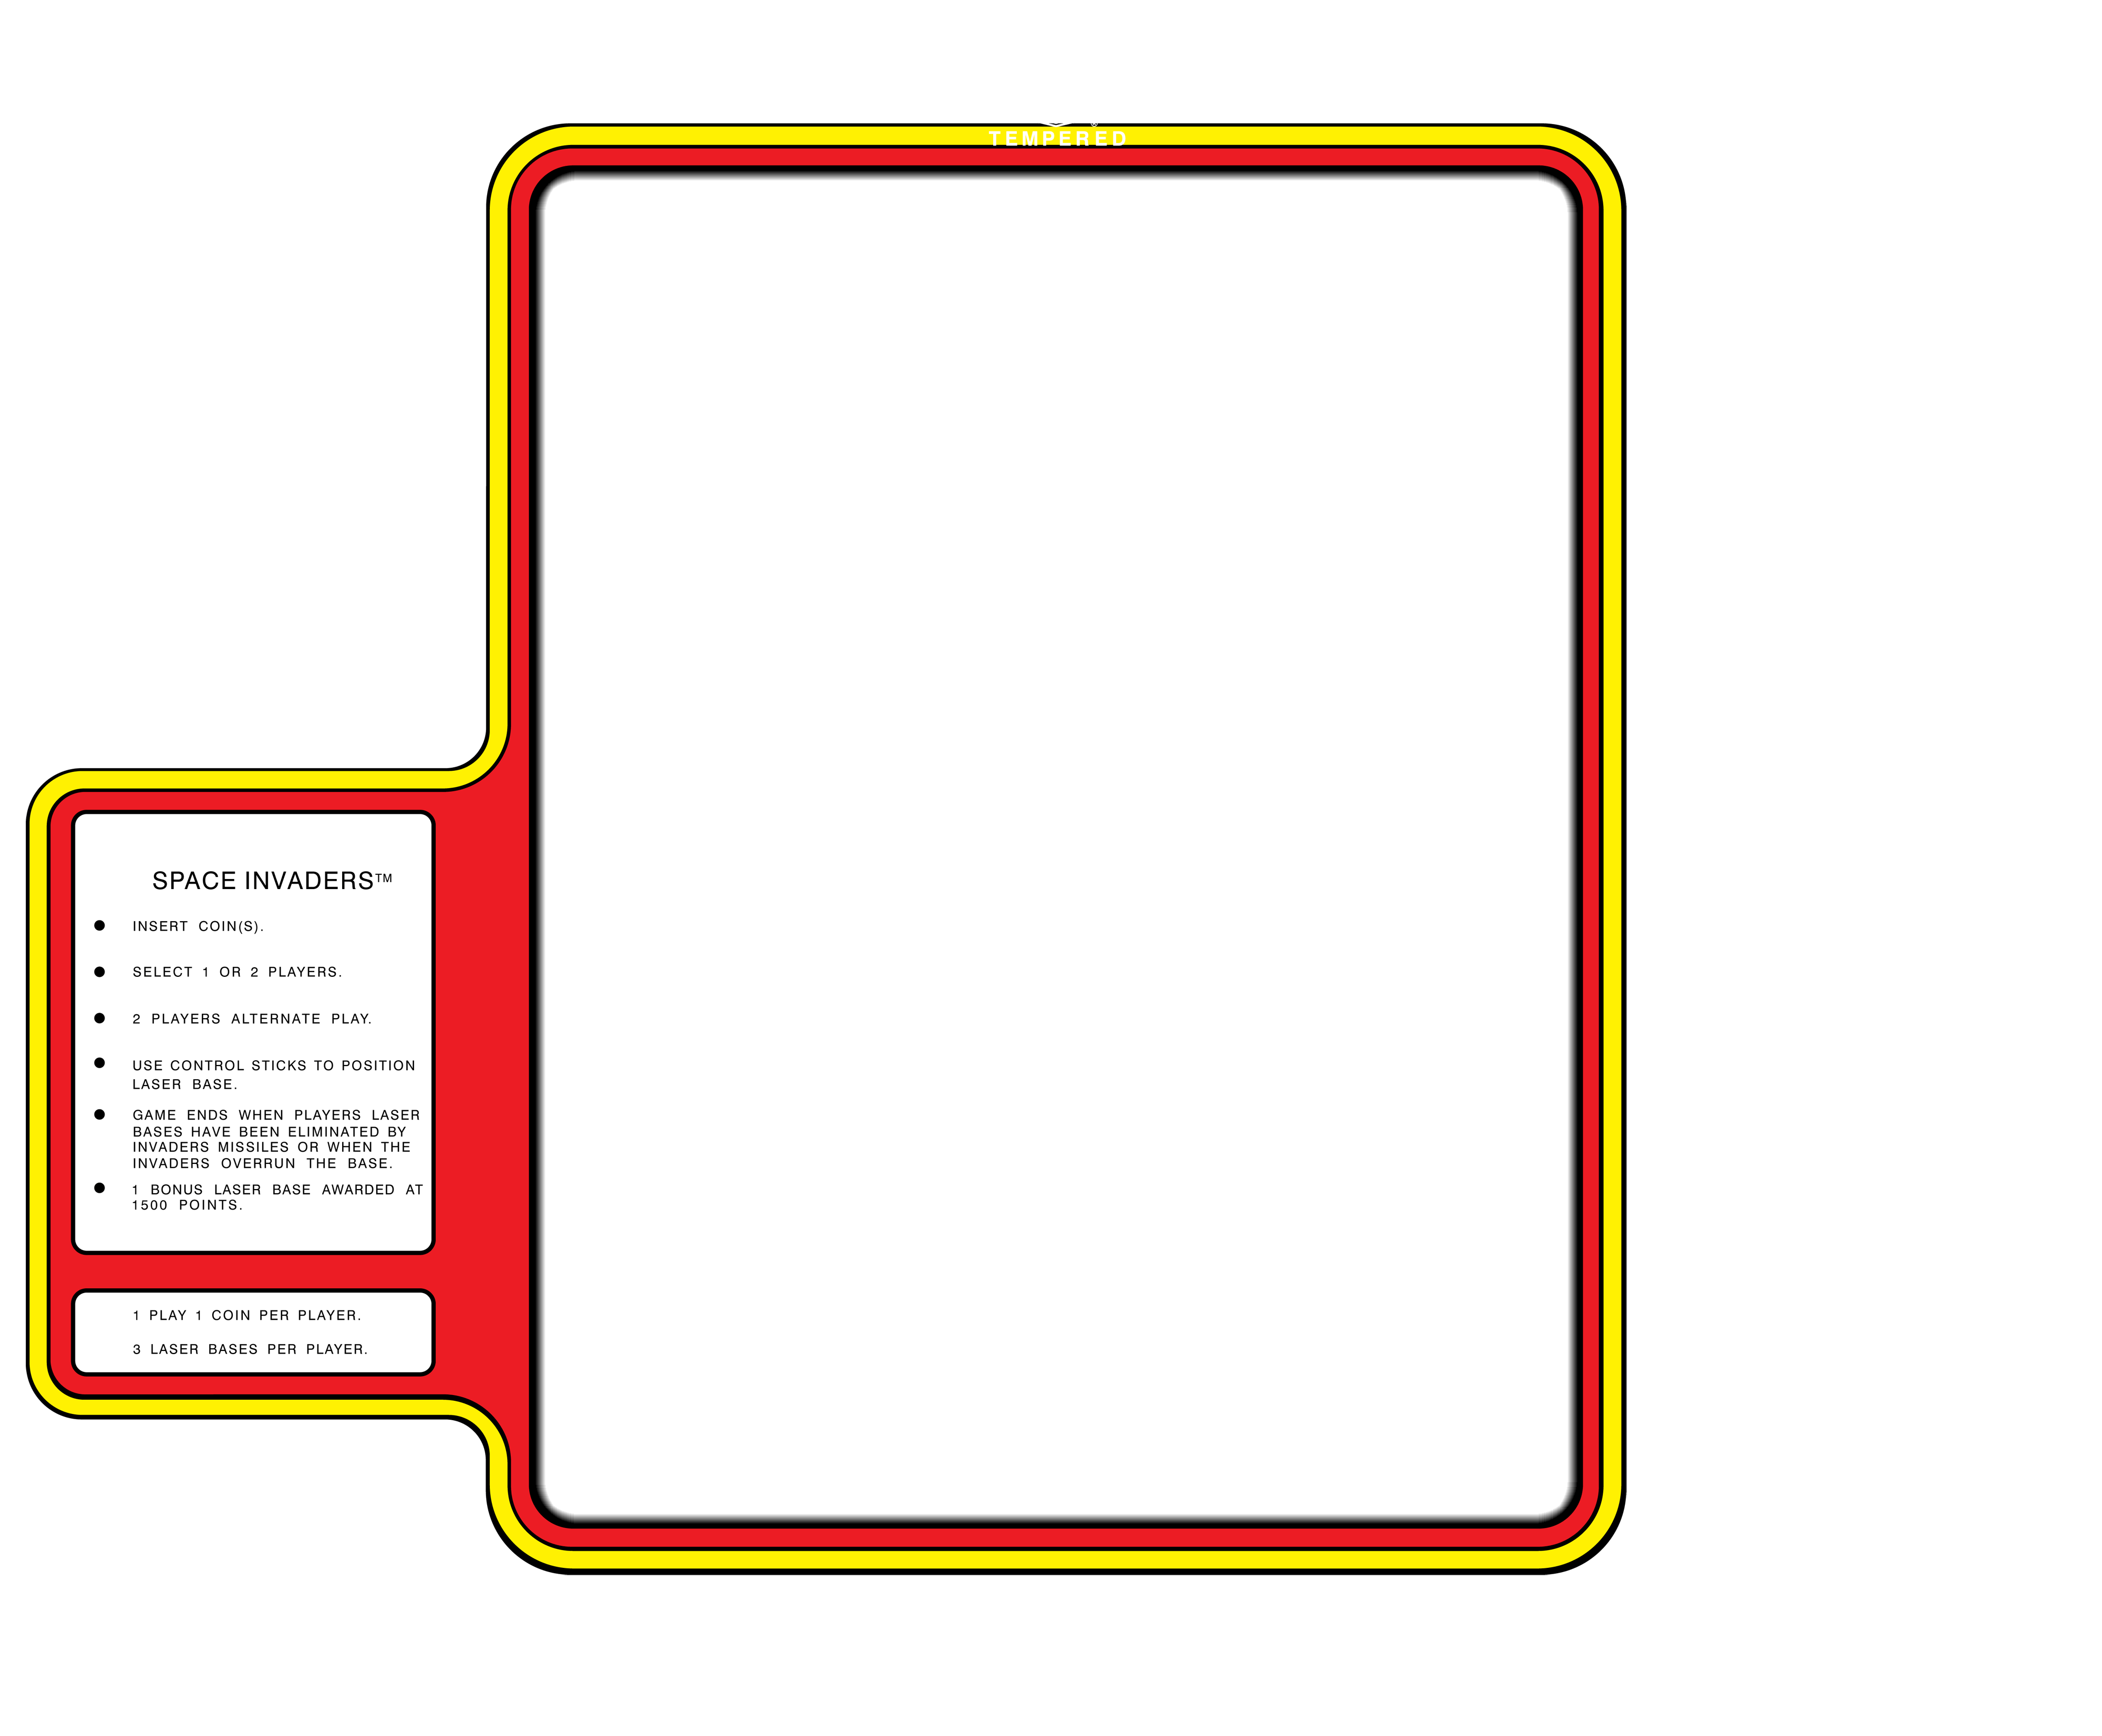 TEMPERED
SPACE INVADERS™
● INSERT COIN(S).
● SELECT 1 OR 2 PLAYERS.
● 2 PLAYERS ALTERNATE PLAY.
● USE CONTROL STICKS TO POSITION
LASER BASE.
● GAME ENDS WHEN PLAYERS LASER
BASES HAVE BEEN ELIMINATED BY
INVADERS MISSILES OR WHEN THE
INVADERS OVERRUN THE BASE.
● 1 BONUS LASER BASE AWARDED AT
1500 POINTS.
1 PLAY 1 COIN PER PLAYER.
3 LASER BASES PER PLAYER.